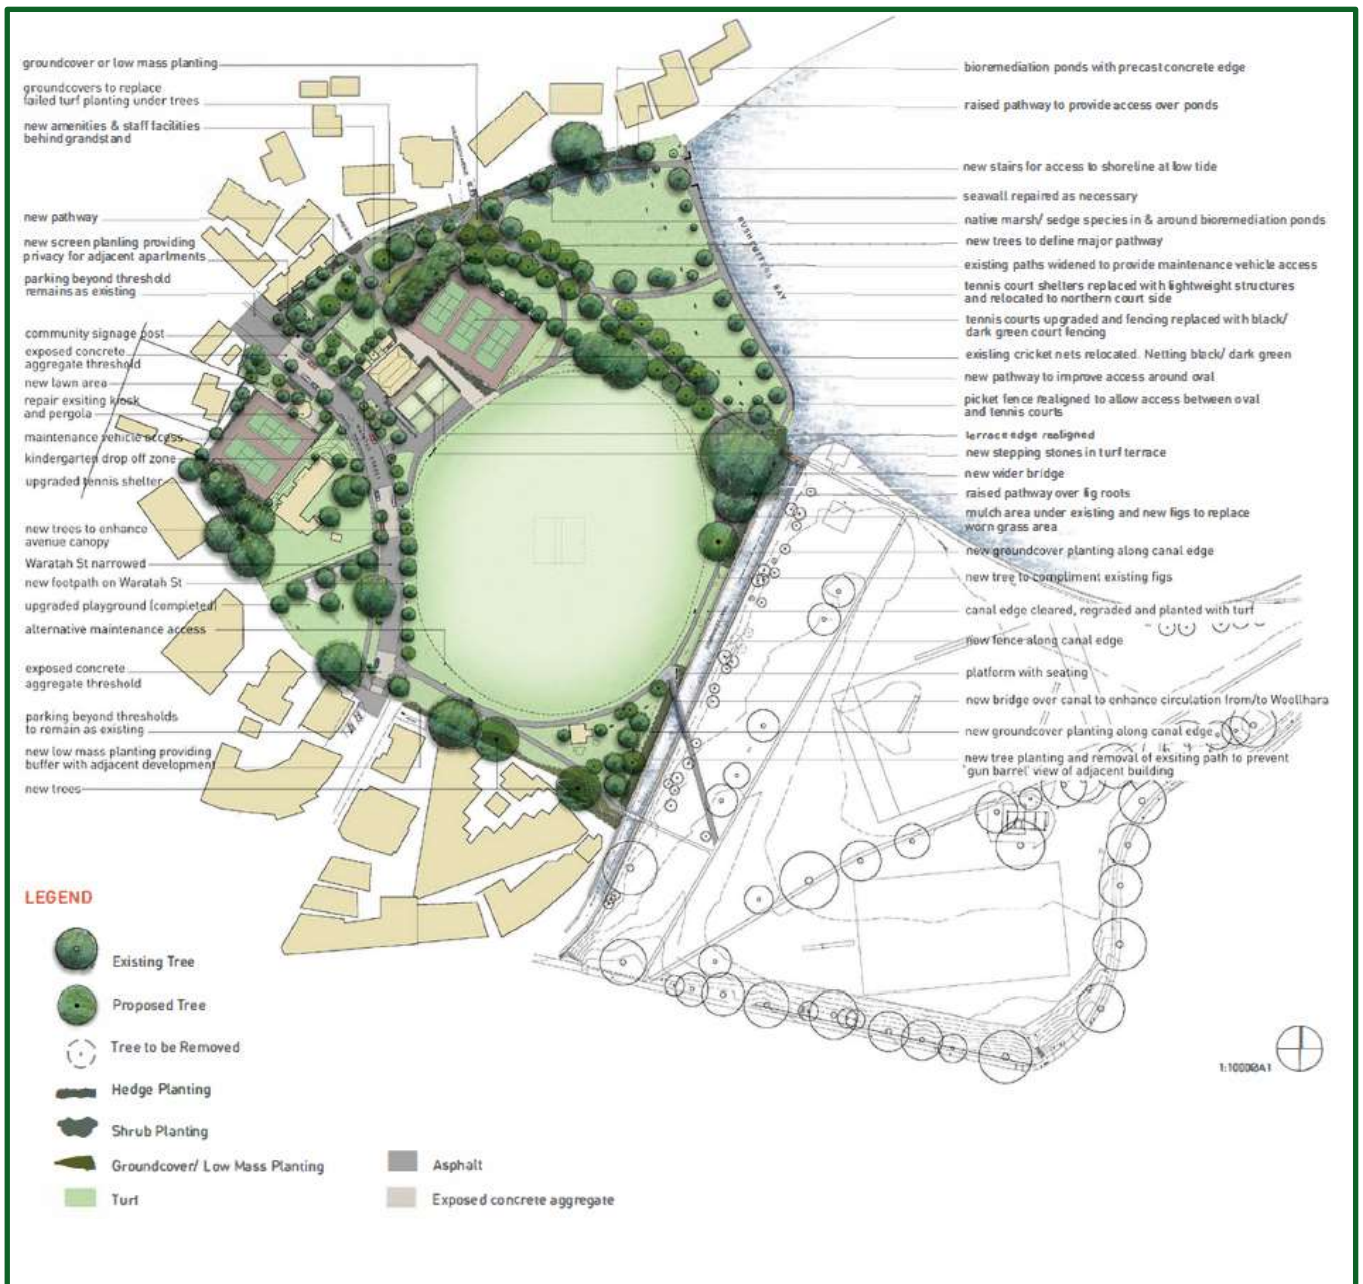 groundcover or low mass planting
groundcovers to replace
failed turf planting under trees
new amenities & staff facilities
behind grandstand
new pathway
new screen planting providing
privacy for adjacent apartments
parking beyond threshold
remains as existing
community signage post
exposed concrete
aggregate threshold
new lawn area
repair exsiting kiosk
and pergola
maintenance vehicle access
kindergarten drop off zone
upgraded tennis shelter
new trees to enhance
avenue canopy
Waratah St narrowed
new footpath on Waratah St
upgraded playground (completed)
alternative maintenance access
exposed concrete
aggregate threshold
parking beyond thresholds
to remain as existing
new low mass planting providing
buffer with adjacent development
new trees
bioremediation ponds with precast concrete edge
raised pathway to provide access over ponds
new stairs for access to shoreline at low tide
seawall repaired as necessary
native marsh/ sedge species in & around bioremediation ponds
new trees to define major pathway
existing paths widened to provide maintenance vehicle access
tennis court shelters replaced with lightweight structures
and relocated to northern court side
tennis courts upgraded and fencing replaced with black/
dark green court fencing
existing cricket nets relocated. Netting black/ dark green
new pathway to improve access around oval
picket fence realigned to allow access between oval
and tennis courts
terrace edge realigned
new stepping stones in turf terrace
new wider bridge
raised pathway over fig roots
mulch area under existing and new figs to replace
worn grass area
new groundcover planting along canal edge
new tree to compliment existing figs
canal edge cleared, regraded and planted with turf
new fence along canal edge
platform with seating
new bridge over canal to enhance circulation from/to Woollhara
new groundcover planting along canal edge
new tree planting and removal of exsiting path to prevent
'gun barrel' view of adjacent building
RUSH CUTTERS BAY
WARATAH STREET
LEGEND
Existing Tree
Proposed Tree
Tree to be Removed
Hedge Planting
Shrub Planting
Groundcover/ Low Mass Planting
Turf
Asphalt
Exposed concrete aggregate
1:1000@A1